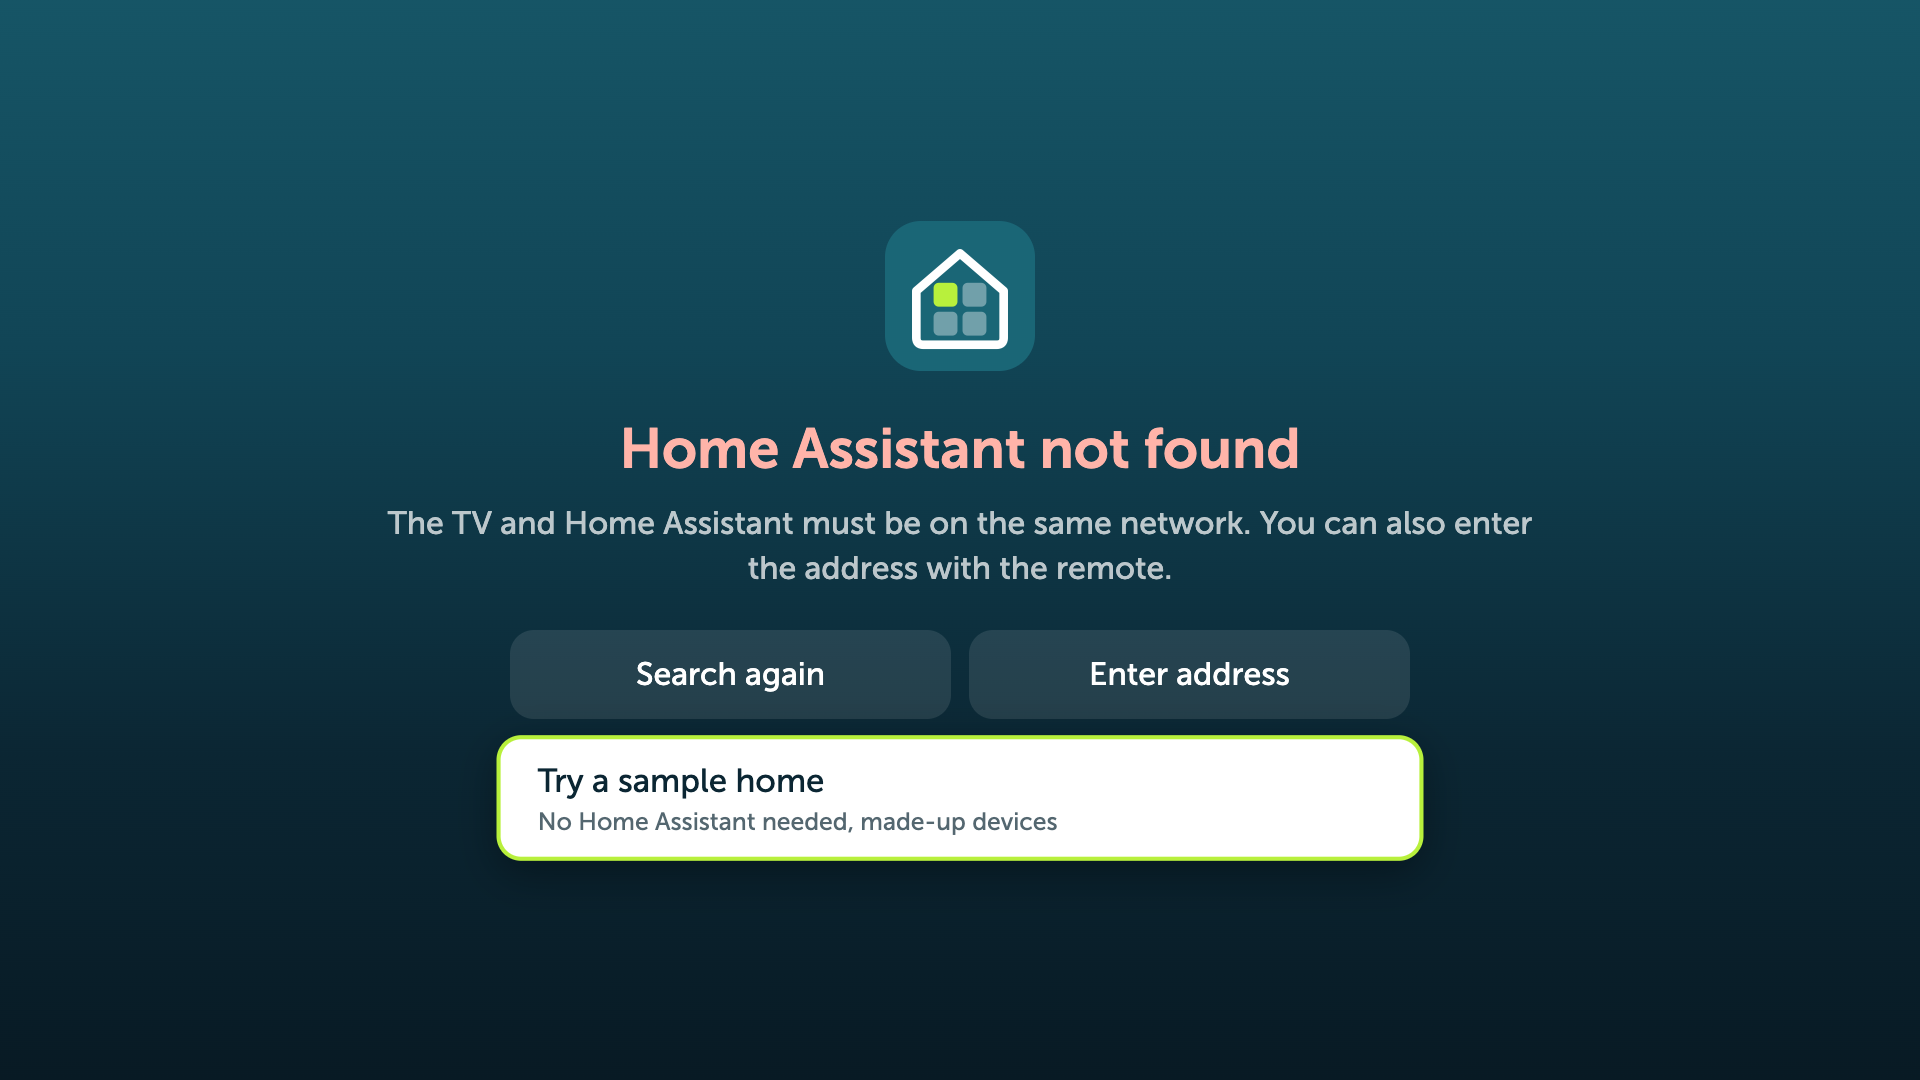 Home Assistant not found
The TV and Home Assistant must be on the same network. You can also enter
the address with the remote.
Search again
Enter address
Try a sample home
No Home Assistant needed, made-up devices